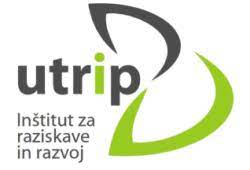 utrip
Inštitut za
raziskave
in razvoj